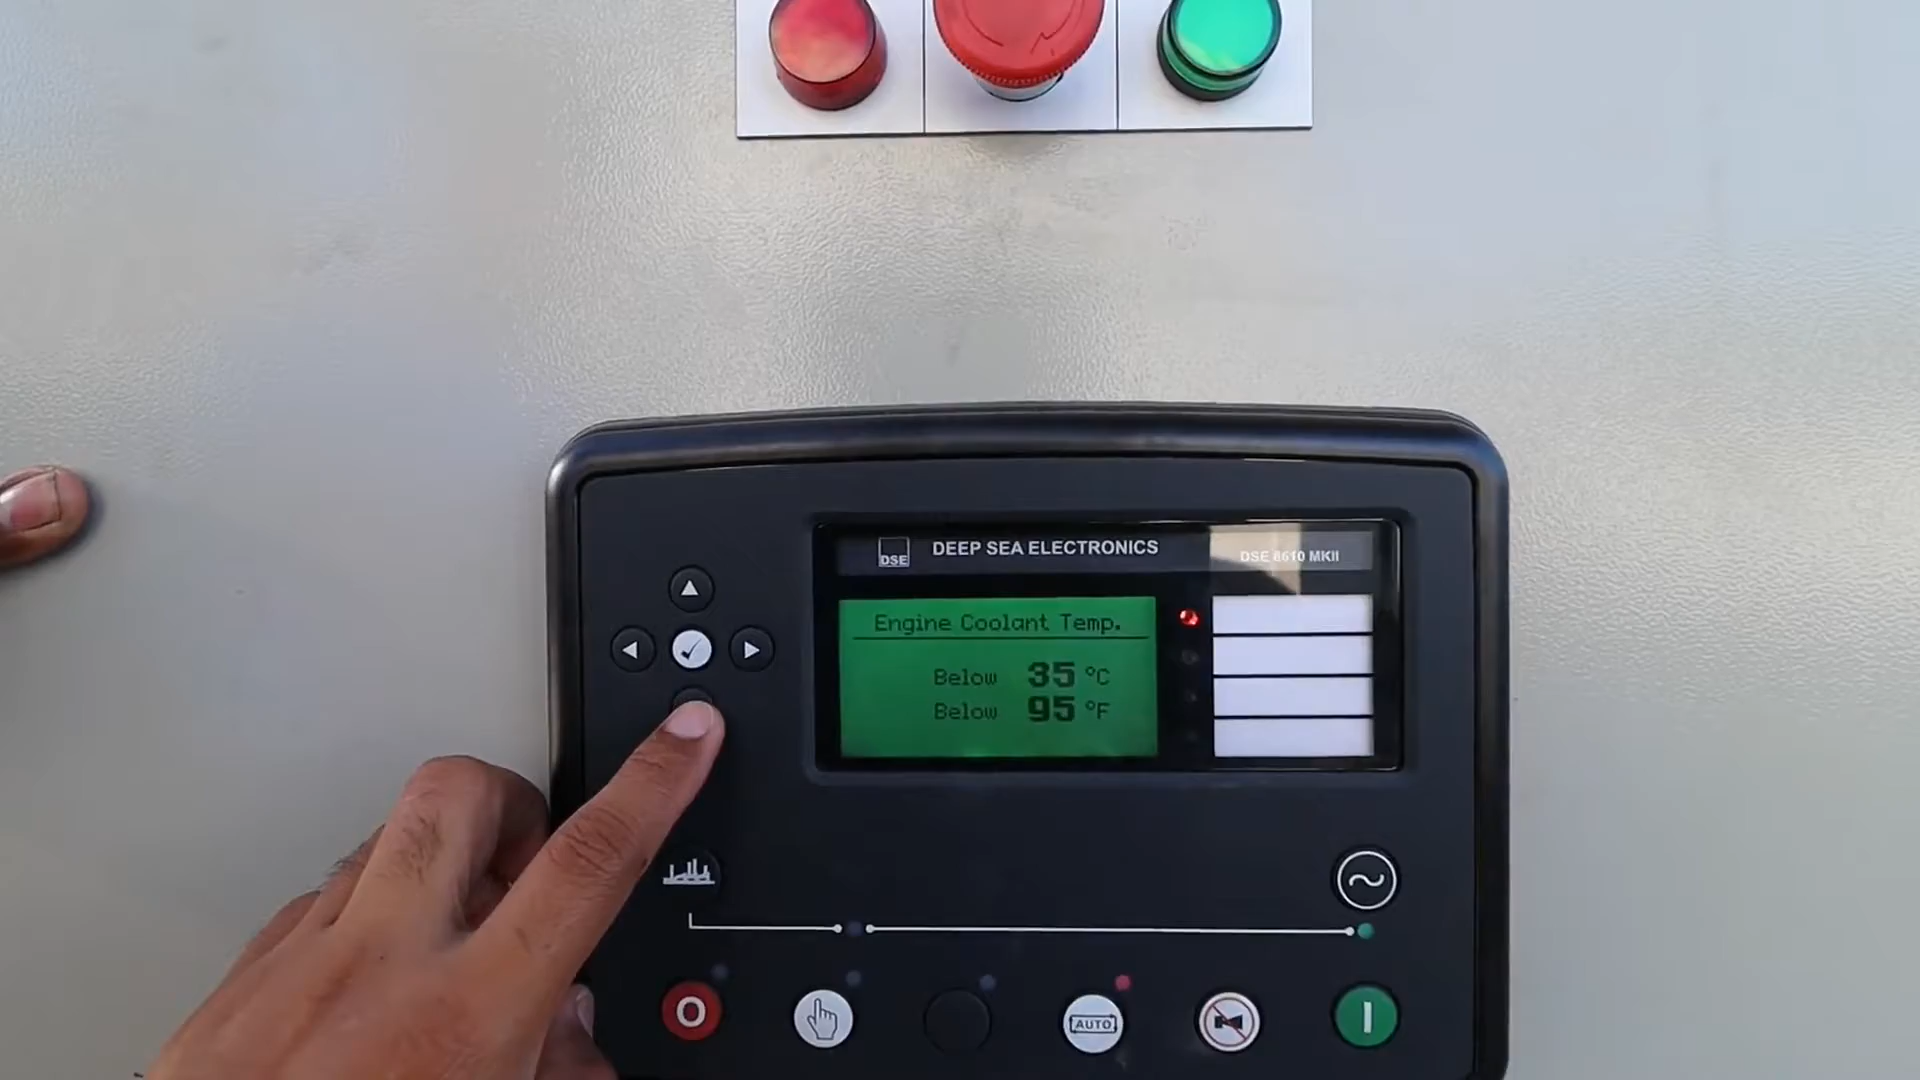 DSE
DEEP SEA ELECTRONICS
DSE 8610 MKII
Engine Coolant Temp.
Below 35 °C
Below 95 °F
O
AUTO
I